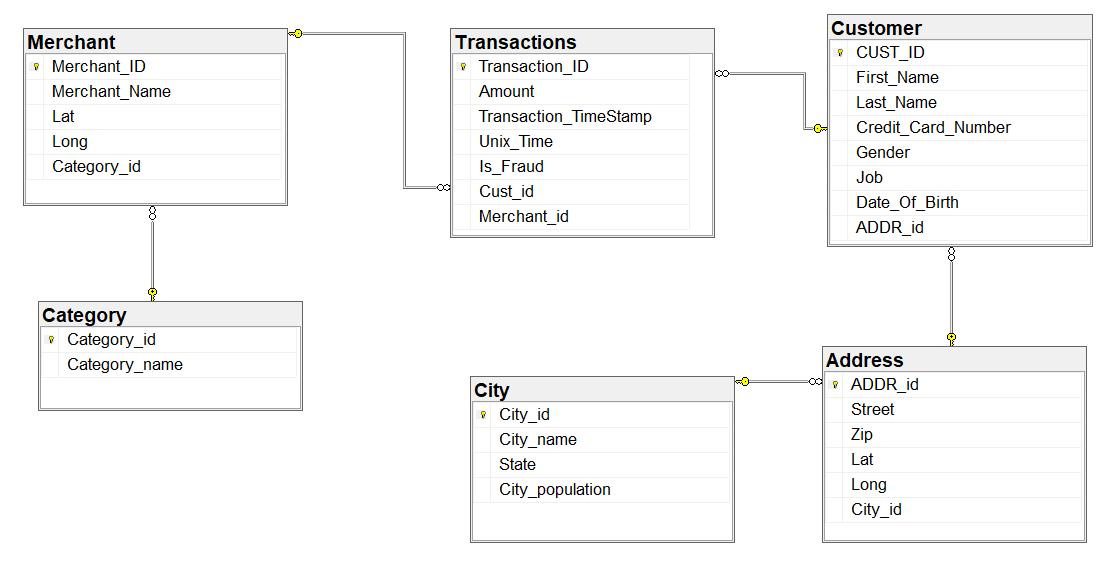 Merchant
Merchant_ID
Merchant_Name
Lat
Long
Category_id
Transactions
Transaction_ID
Amount
Transaction_TimeStamp
Unix_Time
Is_Fraud
Cust_id
Merchant_id
Customer
CUST_ID
First_Name
Last_Name
Credit_Card_Number
Gender
Job
Date_Of_Birth
ADDR_id
Category
Category_id
Category_name
City
City_id
City_name
State
City_population
Address
ADDR_id
Street
Zip
Lat
Long
City_id